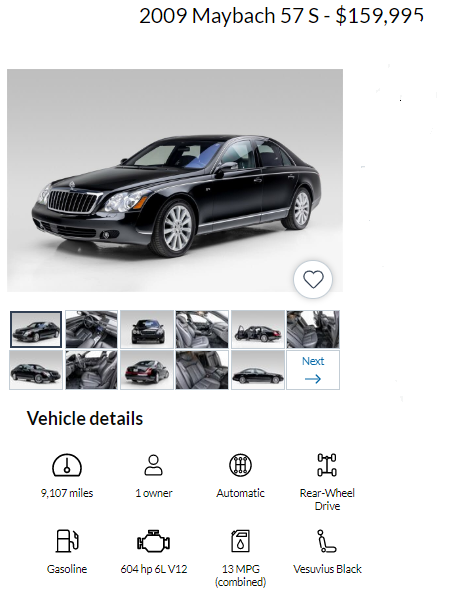 2009 Maybach 57 S - $159,995
Next
Vehicle details
9,107 miles
1 owner
Automatic
Rear-Wheel
Drive
Gasoline
604 hp 6L V12
13 MPG
(combined)
Vesuvius Black